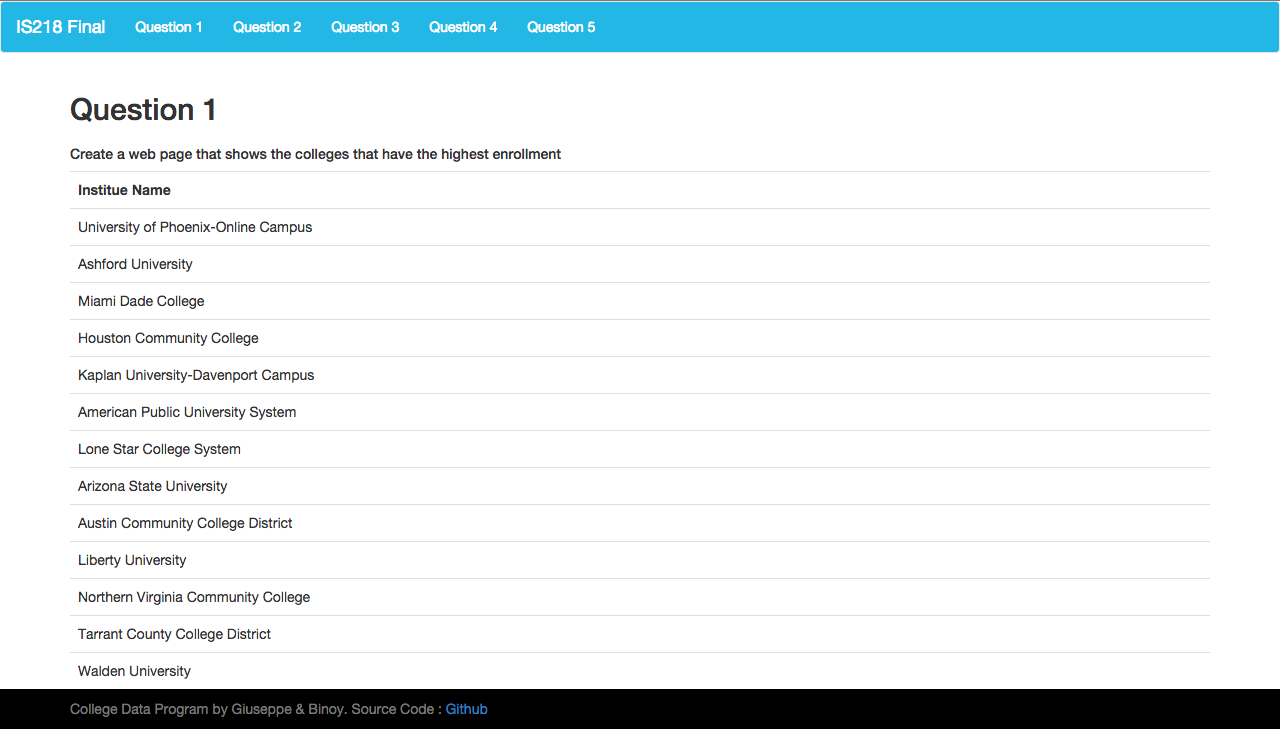 IS218 Final Question 1 Question 2 Question 3 Question 4 Question 5
Question 1
Create a web page that shows the colleges that have the highest enrollment
Institue Name
University of Phoenix-Online Campus
Ashford University
Miami Dade College
Houston Community College
Kaplan University-Davenport Campus
American Public University System
Lone Star College System
Arizona State University
Austin Community College District
Liberty University
Northern Virginia Community College
Tarrant County College District
Walden University
College Data Program by Giuseppe & Binoy. Source Code : Github